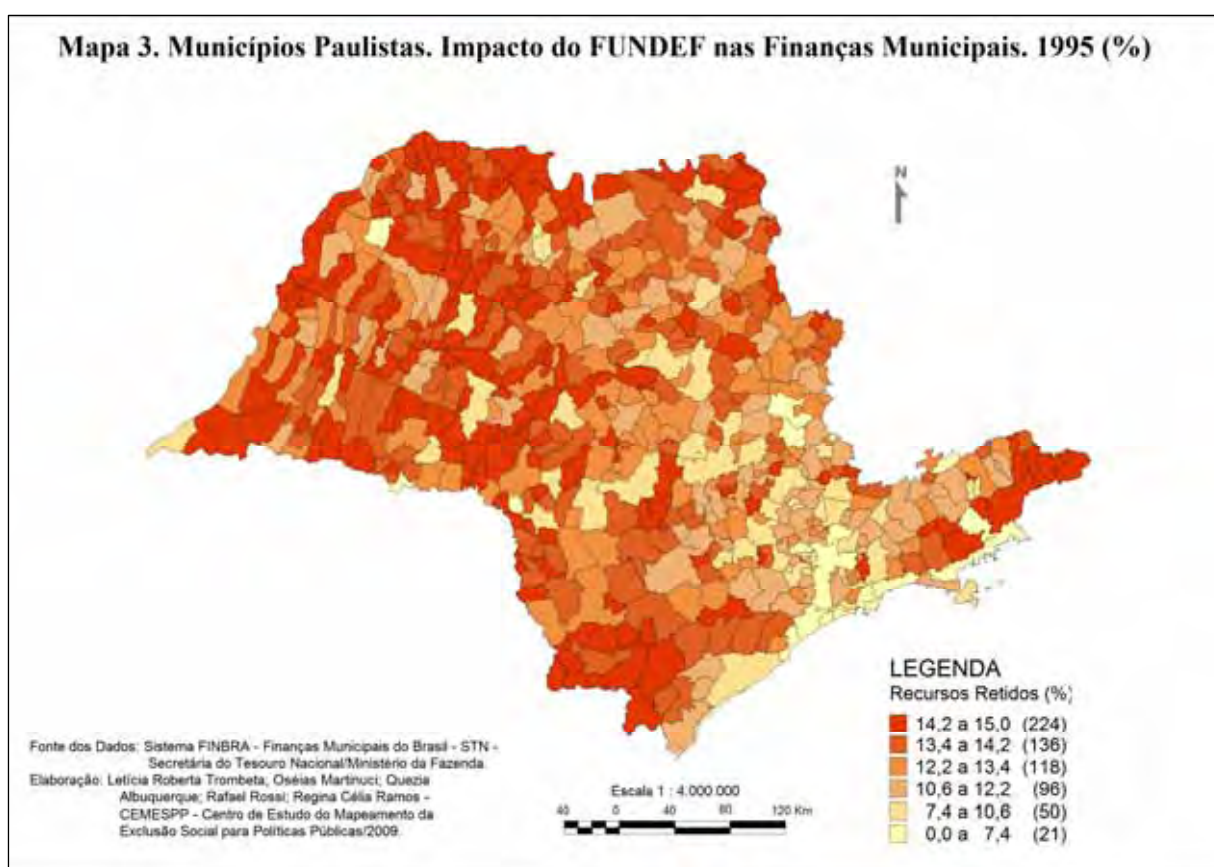 Mapa 3. Municípios Paulistas. Impacto do FUNDEF nas Finanças Municipais. 1995 (%)
N
LEGENDA
Recursos Retidos (%)
14,2 a 15,0 (224)
13,4 a 14,2 (136)
12,2 a 13,4 (118)
10,6 a 12,2 (96)
7,4 a 10,6 (50)
0,0 a 7,4 (21)
Fonte dos Dados: Sistema FINBRA - Finanças Municipais do Brasil - STN -
Secretária do Tesouro Nacional/Ministério da Fazenda.
Elaboração: Letícia Roberta Trombeta; Oséias Martinuci; Quezia
Albuquerque; Rafael Rossi; Regina Célia Ramos -
CEMESPP - Centro de Estudo do Mapeamento da
Exclusão Social para Políticas Públicas/2009.
Escala 1 : 4.000.000
40 0 40 80 120 Km